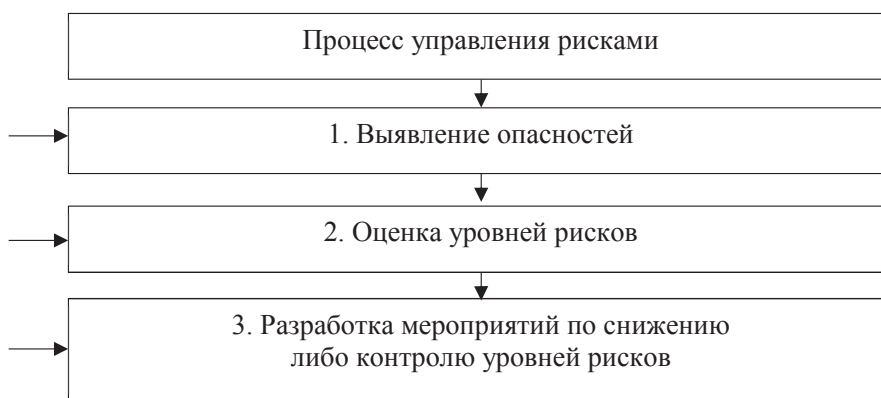 Процесс управления рисками
1. Выявление опасностей
2. Оценка уровней рисков
3. Разработка мероприятий по снижению
либо контролю уровней рисков